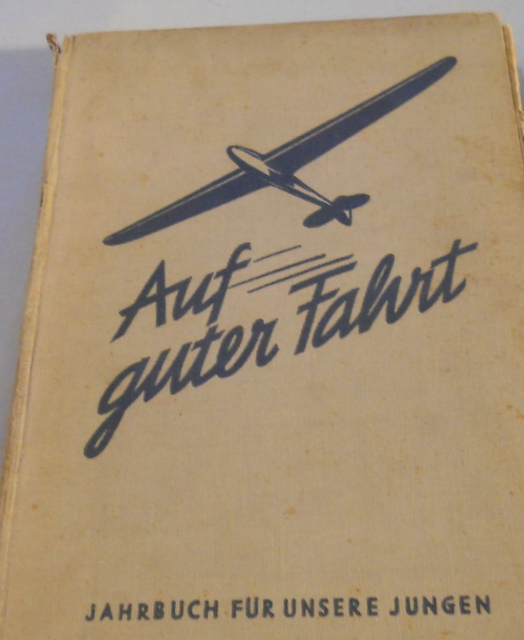 Auf
guter Fahrt
JAHRBUCH FÜR UNSERE JUNGEN